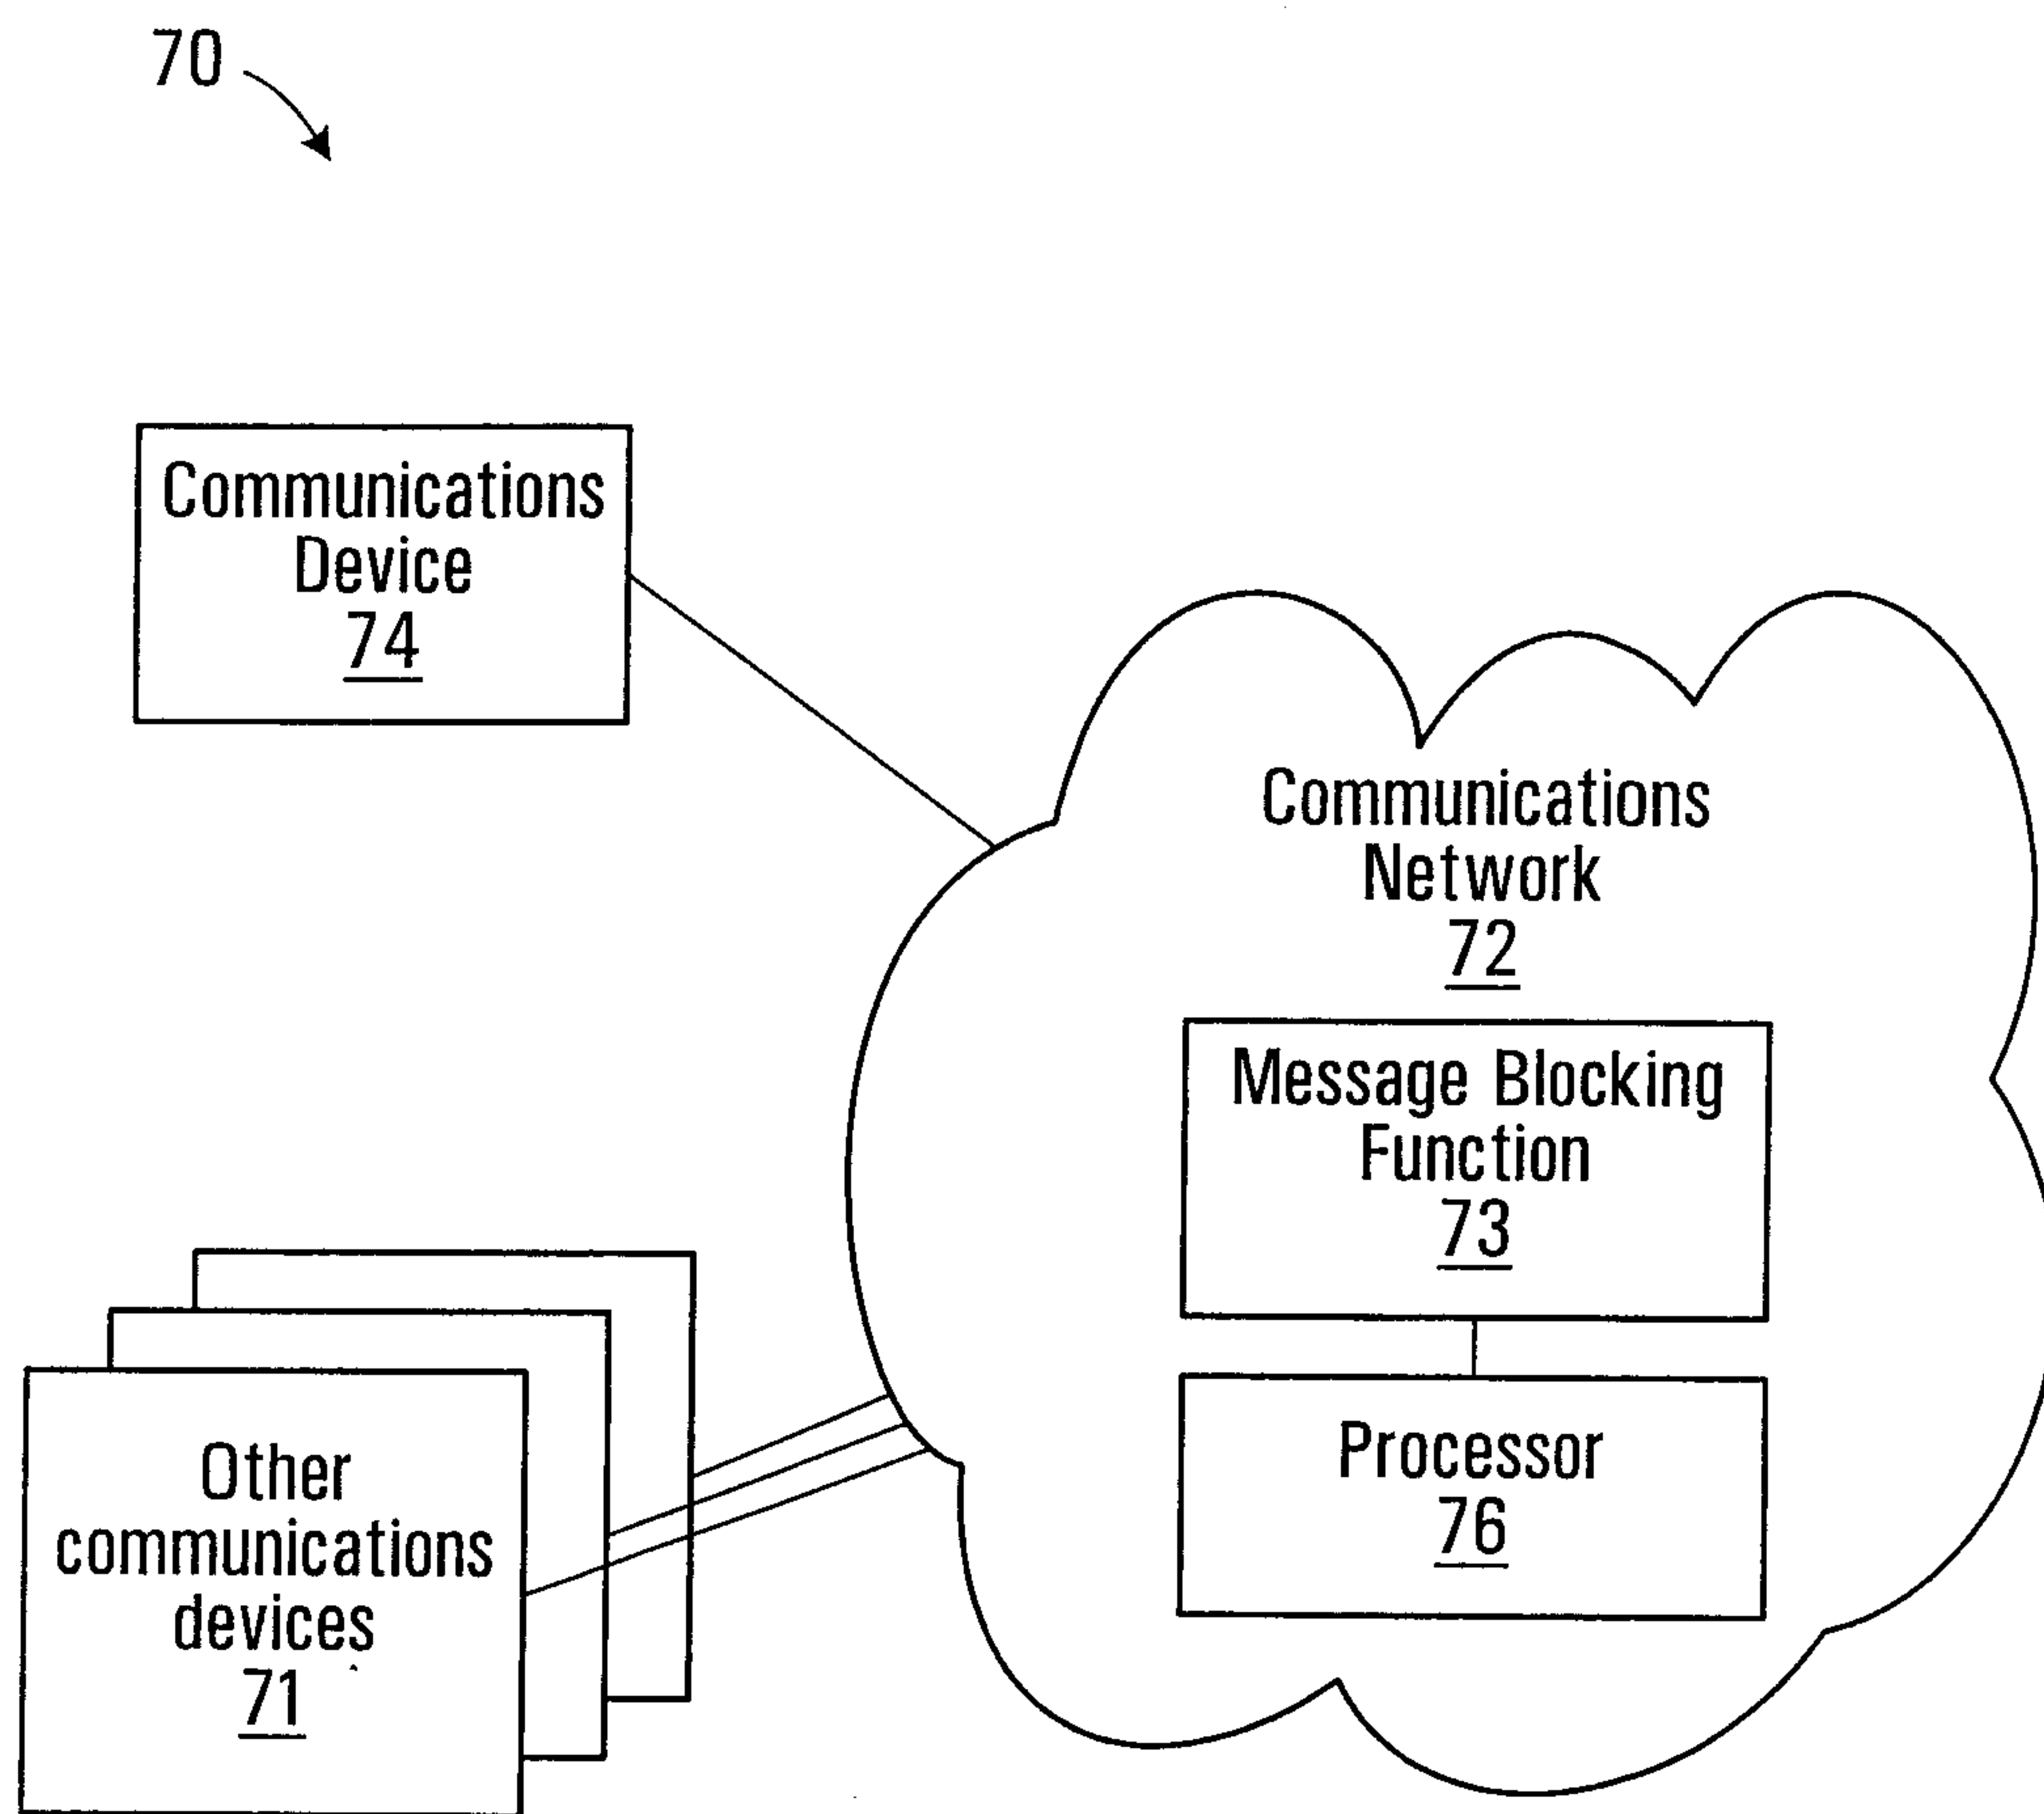 70
Communications
Device
74
Communications
Network
72
Message Blocking
Function
73
Processor
76
Other
communications
devices
71